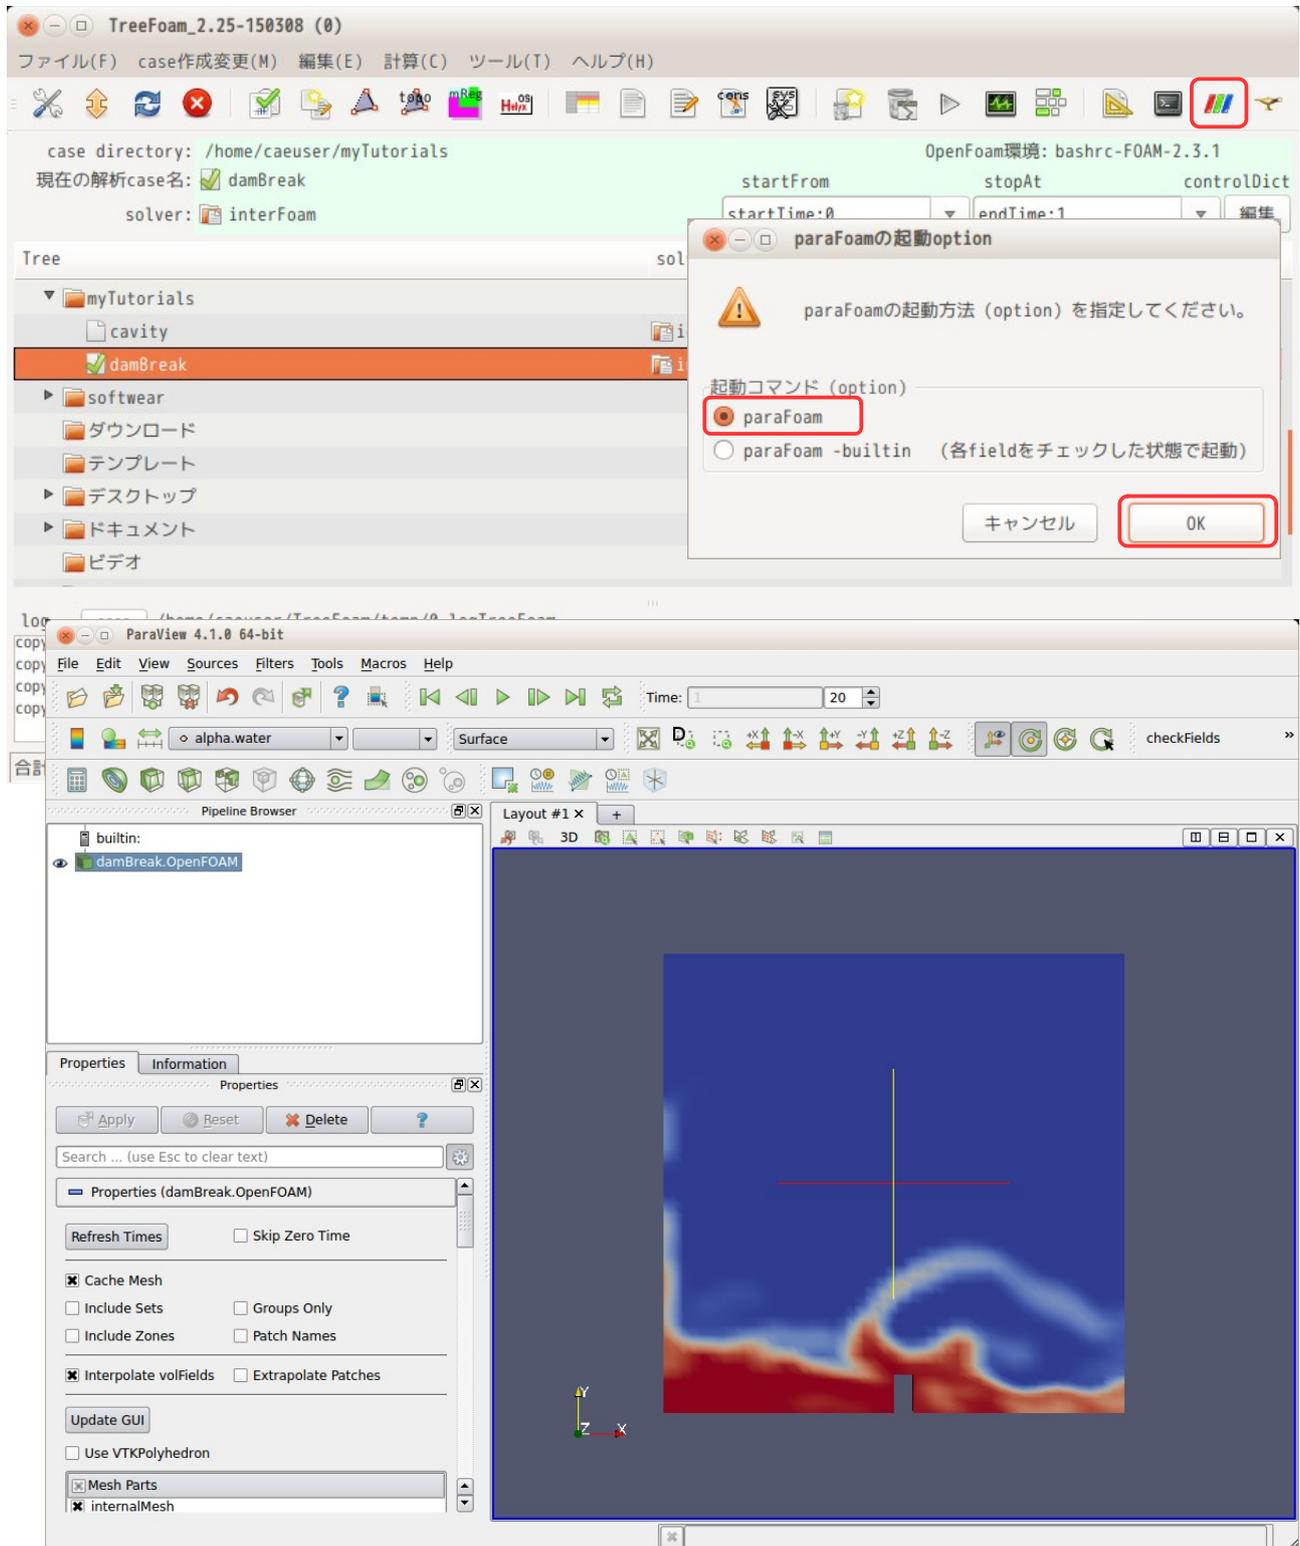 TreeFoam_2.25-150308 (0)
ファイル(F) case作成変更(M) 編集(E) 計算(C) ツール(T) ヘルプ(H)
topo mReg cons sys
case directory: /home/caeuser/myTutorials OpenFoam環境: bashrc-FOAM-2.3.1
現在の解析case名: damBreak startFrom stopAt controlDict
solver: interFoam startTime:0 endTime:1 編集
Tree sol
myTutorials
cavity
damBreak
softwear
ダウンロード
テンプレート
デスクトップ
ドキュメント
ビデオ
paraFoamの起動option
paraFoamの起動方法 (option) を指定してください。
起動コマンド (option)
paraFoam
paraFoam -builtin (各fieldをチェックした状態で起動)
キャンセル OK
log
copy
copy
copy
copy
合計
ParaView 4.1.0 64-bit
File Edit View Sources Filters Tools Macros Help
Time: 1 20
alpha.water Surface +X -X +Y -Y +Z -Z checkFields »
Pipeline Browser
builtin:
damBreak.OpenFOAM
Layout #1 × +
3D
Properties Information
Properties
Apply Reset Delete ?
Search ... (use Esc to clear text)
Properties (damBreak.OpenFOAM)
Refresh Times Skip Zero Time
Cache Mesh
Include Sets Groups Only
Include Zones Patch Names
Interpolate volFields Extrapolate Patches
Update GUI
Use VTKPolyhedron
Mesh Parts
internalMesh
Y
Z X